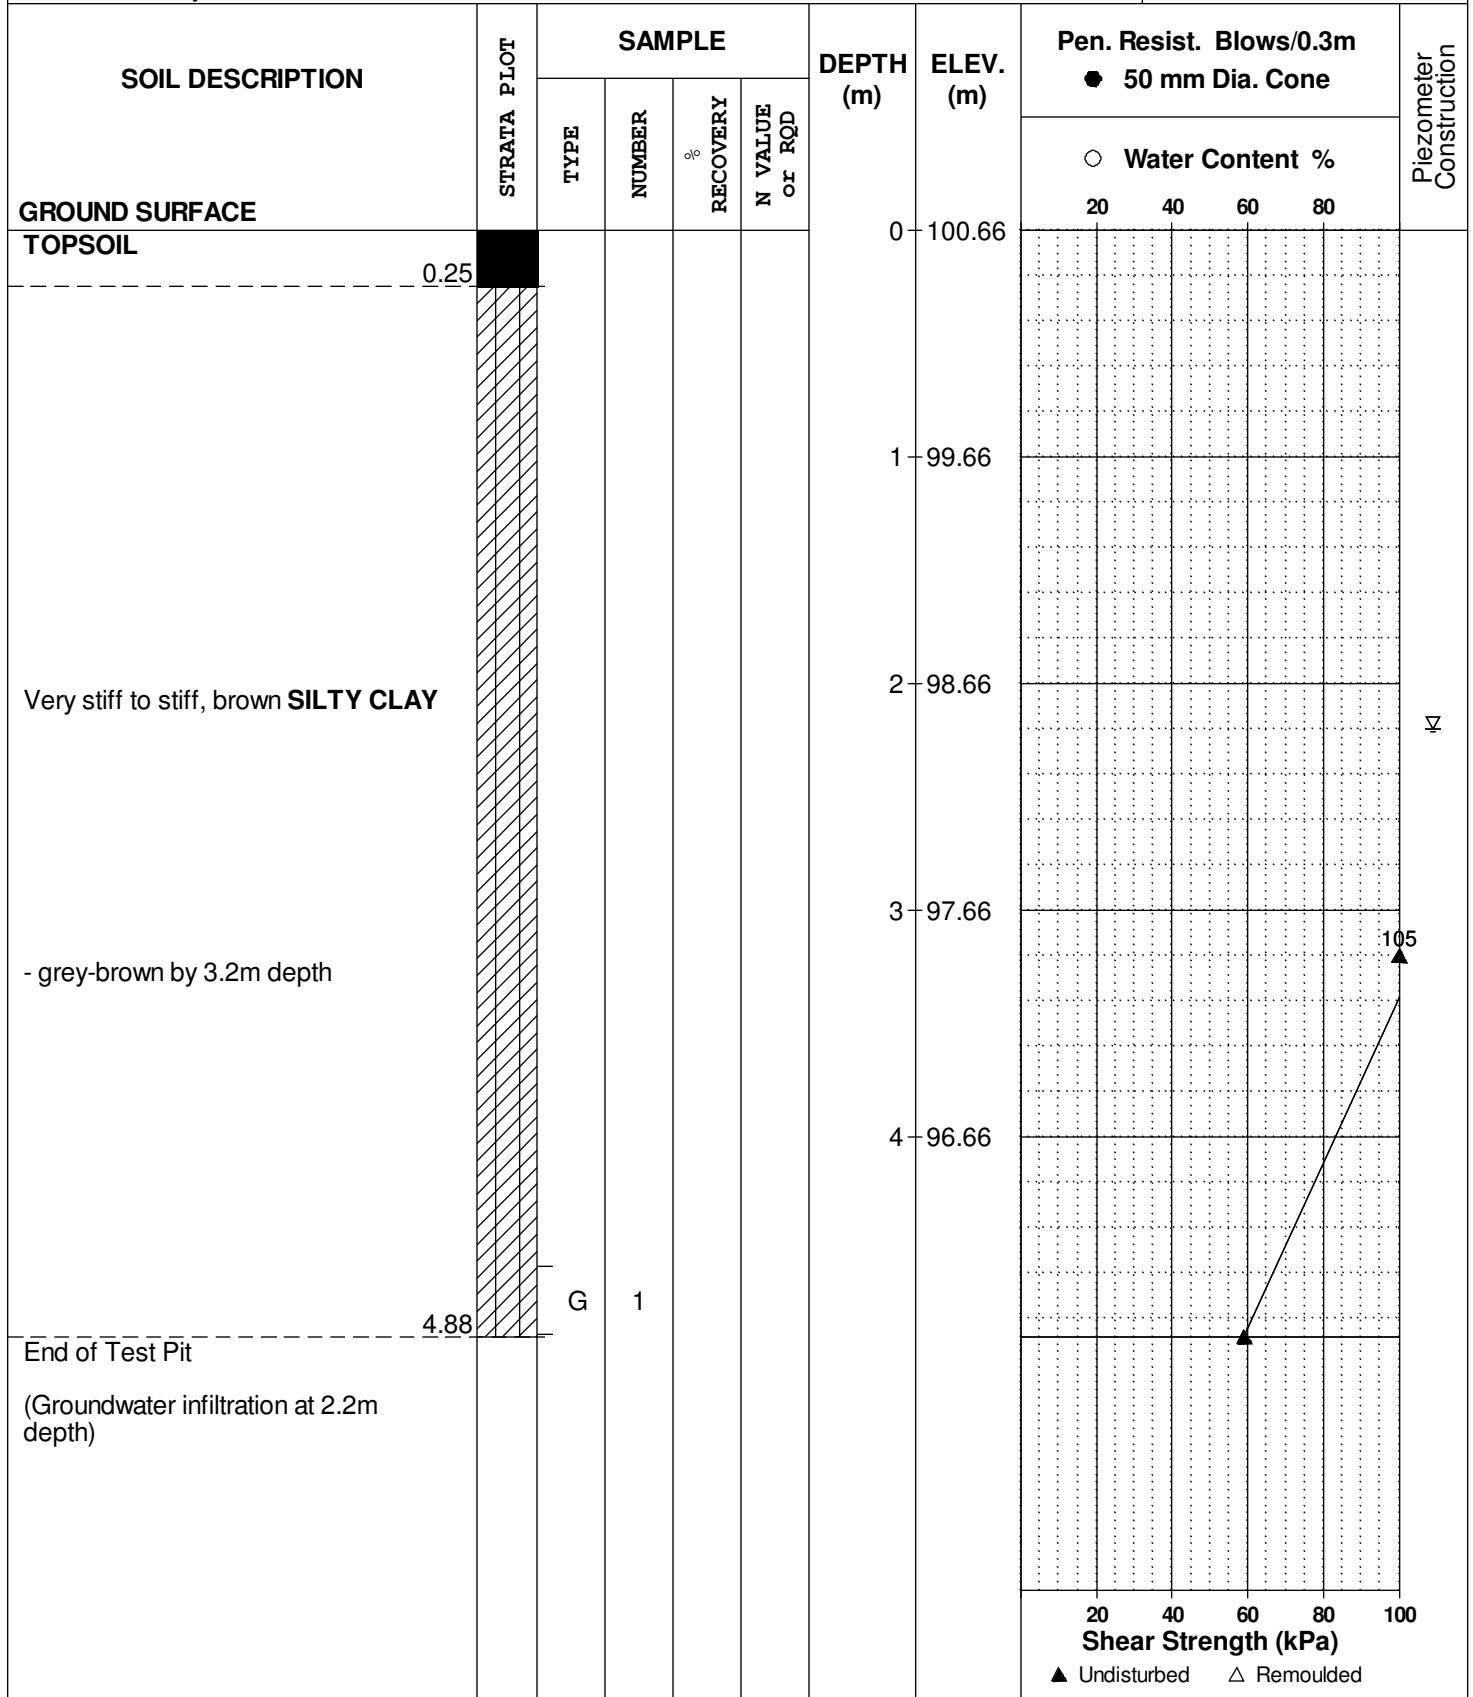 SOIL DESCRIPTION
GROUND SURFACE
STRATA PLOT
SAMPLE
TYPE
NUMBER
%
RECOVERY
N VALUE
or RQD
DEPTH
(m)
ELEV.
(m)
Pen. Resist. Blows/0.3m
● 50 mm Dia. Cone
○ Water Content %
20 40 60 80
Piezometer
Construction
TOPSOIL
0.25
0 100.66
1 99.66
Very stiff to stiff, brown SILTY CLAY
2 98.66
3 97.66
105
- grey-brown by 3.2m depth
4 96.66
G 1
4.88
End of Test Pit
(Groundwater infiltration at 2.2m
depth)
20 40 60 80 100
Shear Strength (kPa)
▲ Undisturbed △ Remoulded